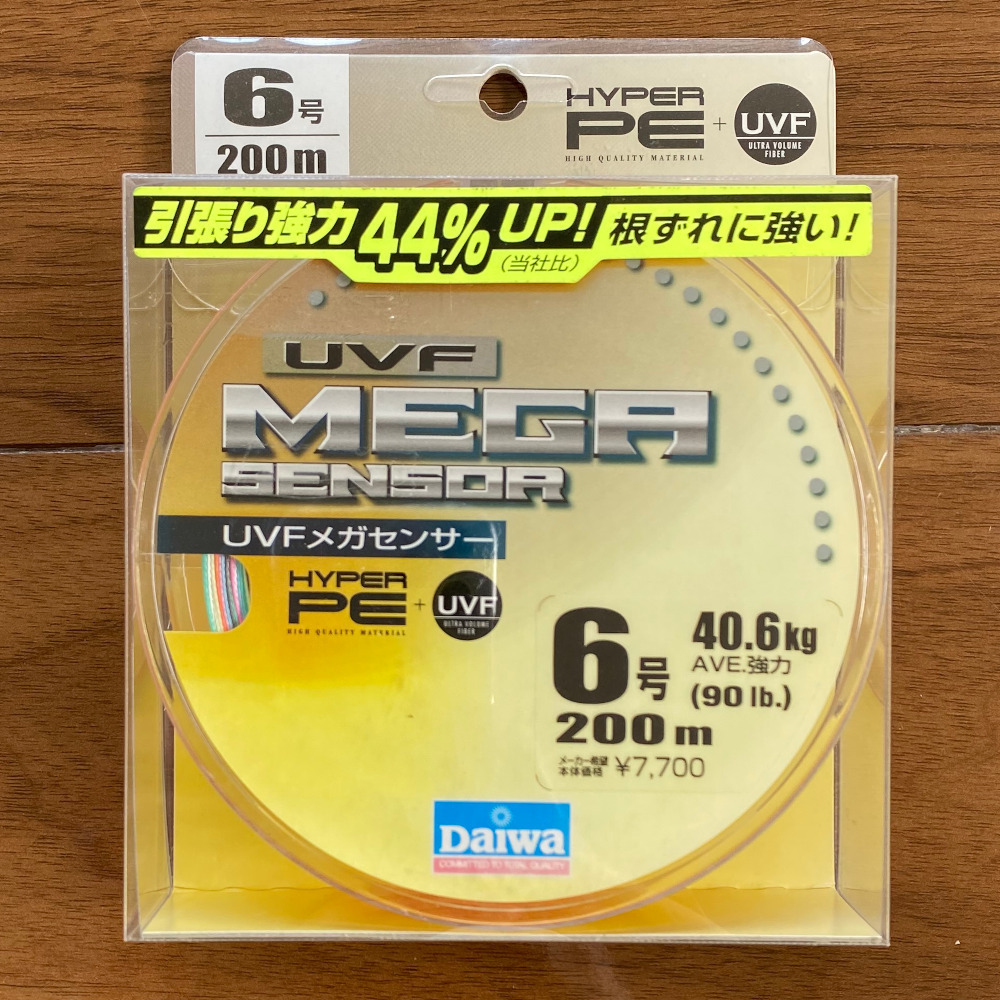 6号
200m
HYPER
PE
HIGH QUALITY MATERIAL
+
UVF
ULTRA VOLUME
FIBER
引張り強力44%UP!
(当社比)
根ずれに強い!
UVF
MEGA
SENSOR
UVFメガセンサー
HYPER
PE
HIGH QUALITY MATERIAL
+
UVF
ULTRA VOLUME
FIBER
6号
200m
40.6kg
AVE.強力
(90 lb.)
メーカー希望
本体価格 ¥7,700
Daiwa
COMMITTED TO TOTAL QUALITY